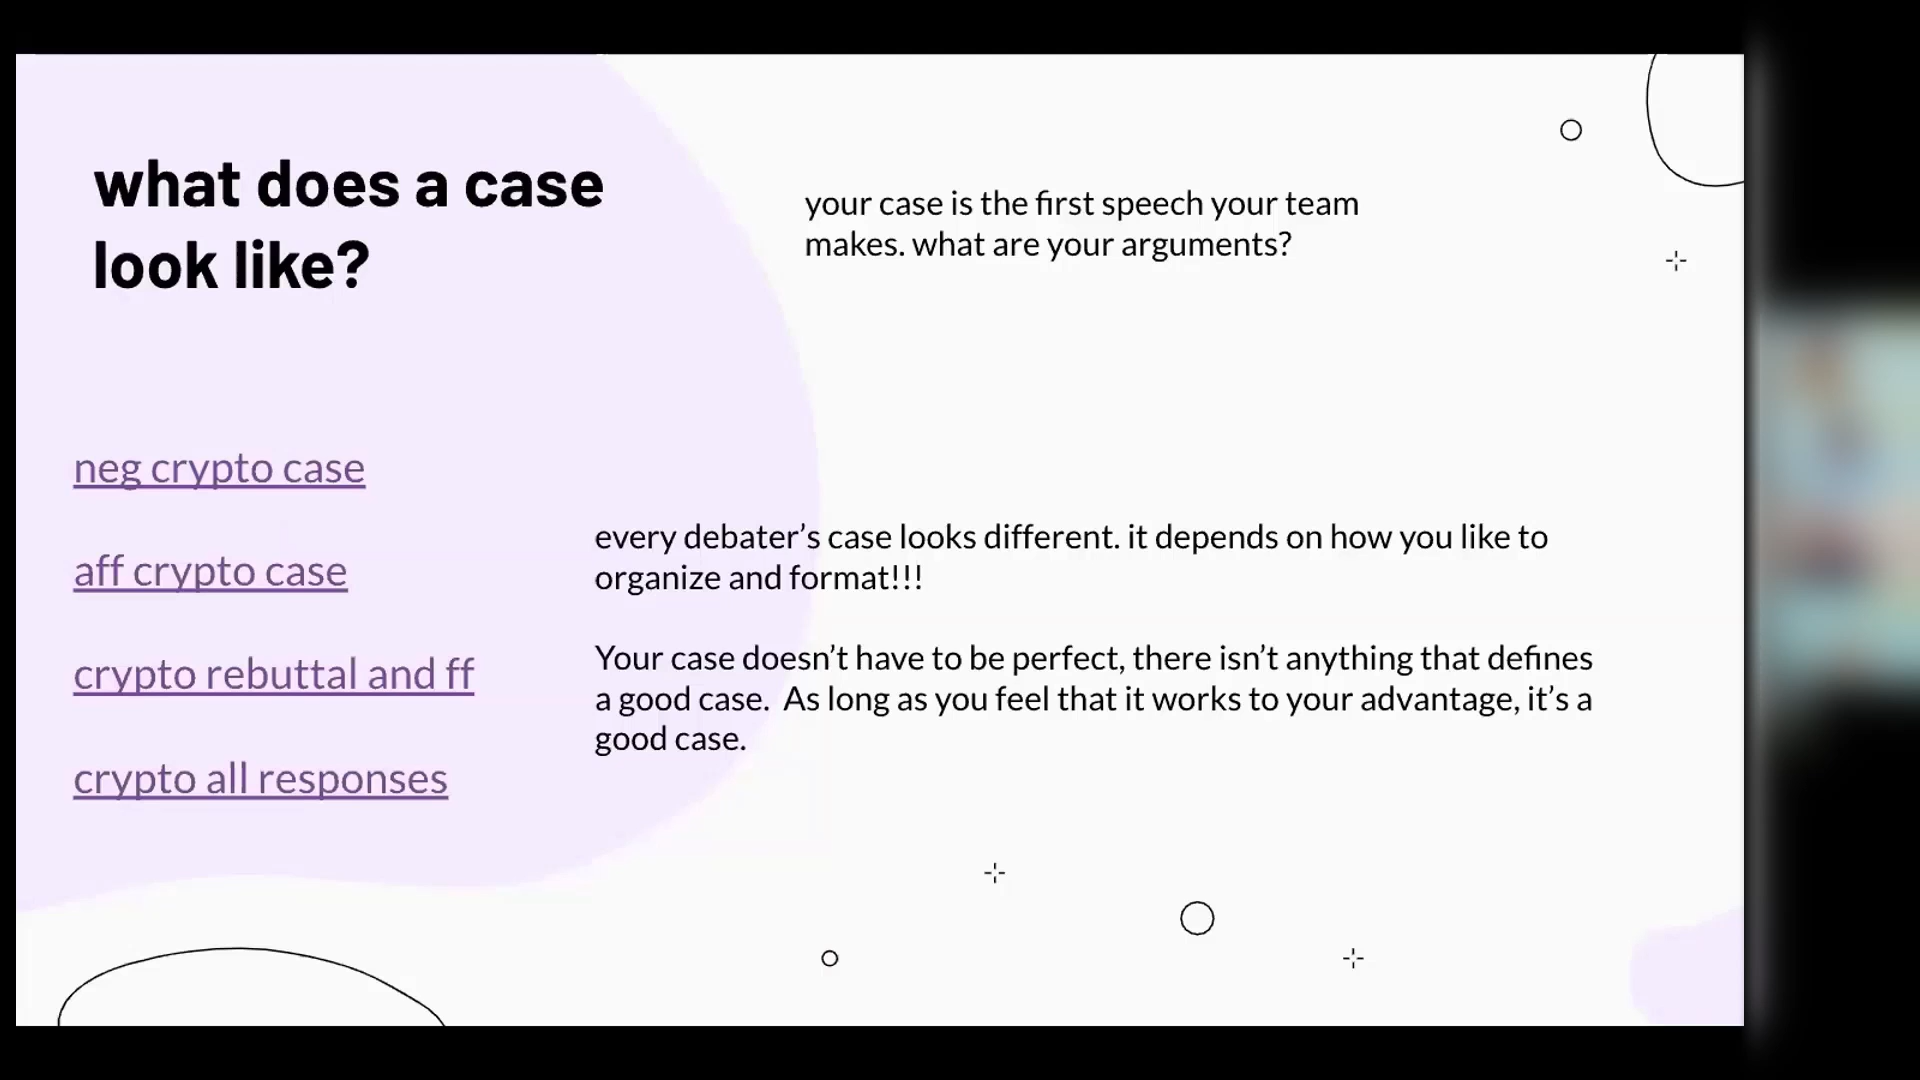 what does a case
look like?
your case is the first speech your team
makes. what are your arguments?
neg crypto case
aff crypto case
crypto rebuttal and ff
crypto all responses
every debater’s case looks different. it depends on how you like to
organize and format!!!
Your case doesn’t have to be perfect, there isn’t anything that defines
a good case.  As long as you feel that it works to your advantage, it’s a
good case.